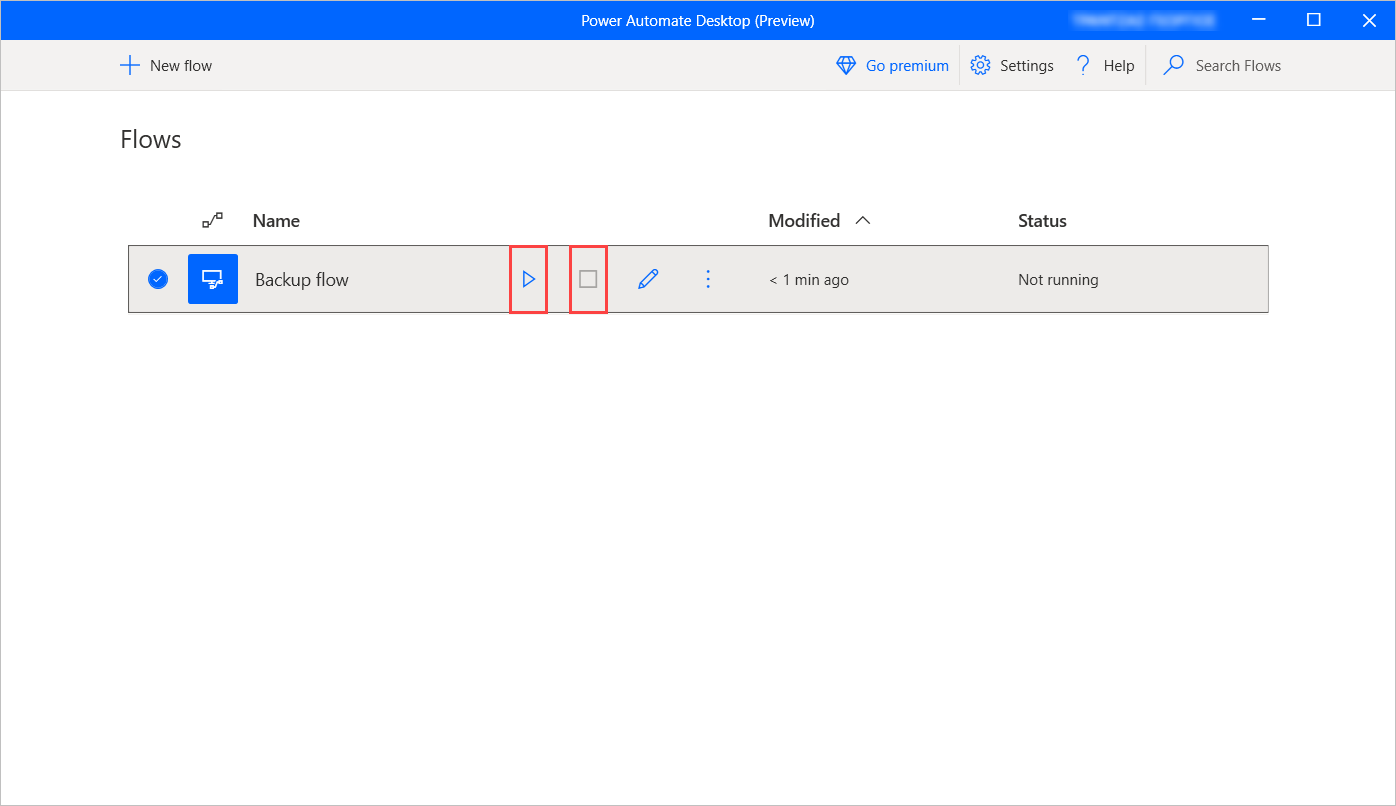 Power Automate Desktop (Preview)
New flow
Go premium
Settings
Help
Search Flows
Flows
Name
Modified
Status
Backup flow
< 1 min ago
Not running